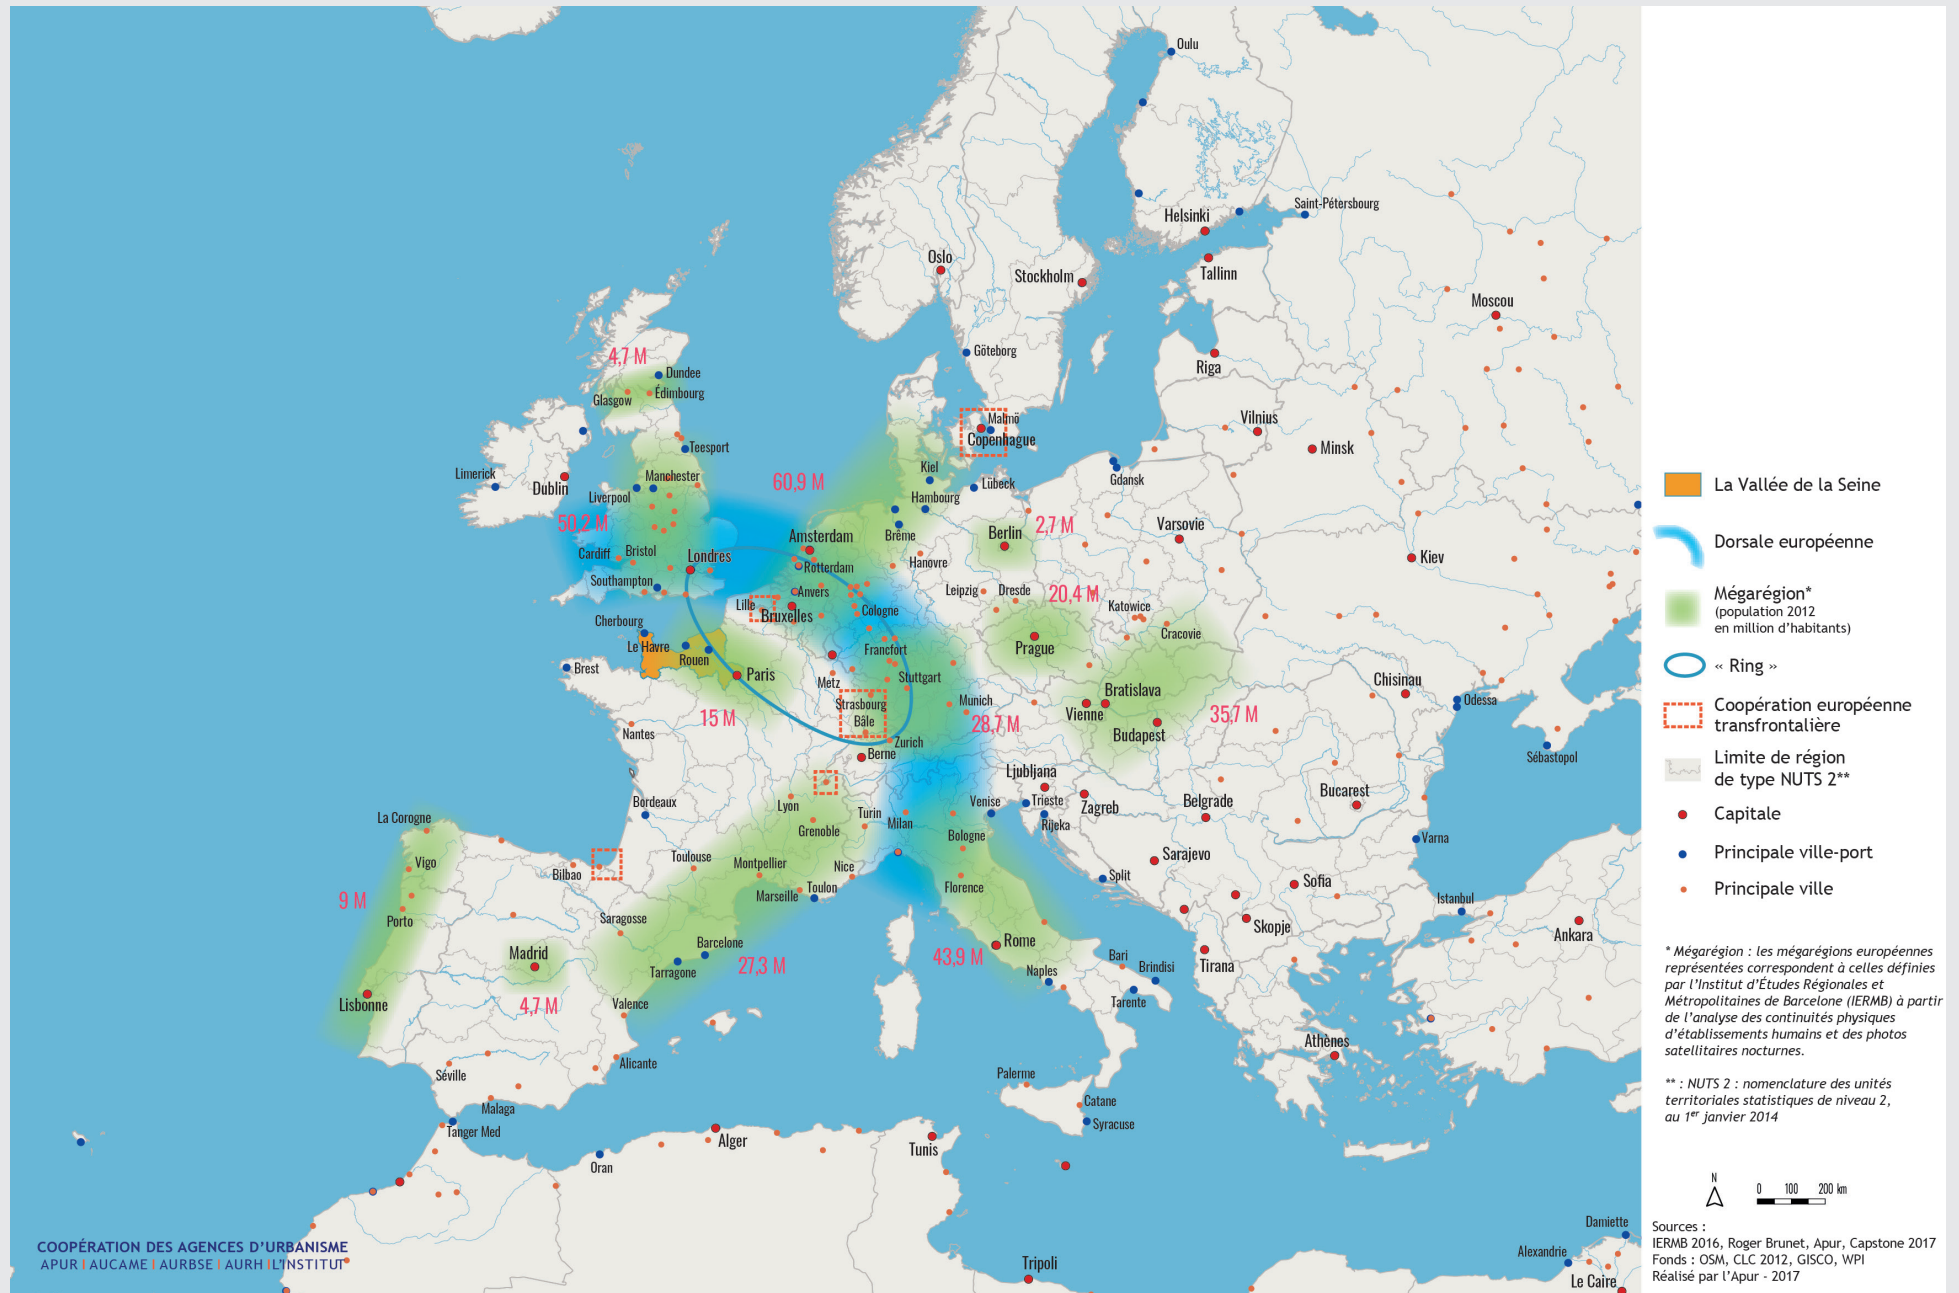 Oulu
Helsinki
Saint-Pétersbourg
Oslo
Stockholm
Tallinn
Moscou
Göteborg
Riga
4,7 M
Dundee
Édimbourg
Glasgow
Malmö
Copenhague
Vilnius
Minsk
Teesport
Limerick
Dublin
Manchester
Liverpool
60,9 M
Kiel
Lübeck
Hambourg
Gdansk
50,2 M
Brême
Berlin
2,7 M
Varsovie
Amsterdam
Cardiff
Bristol
Londres
Rotterdam
Hanovre
Kiev
Southampton
Anvers
Leipzig
Dresde
20,4 M
Lille
Bruxelles
Cologne
Katowice
Cherbourg
Cracovie
Le Havre
Rouen
Francfort
Prague
Brest
Paris
Metz
Stuttgart
Chisinau
Strasbourg
Munich
Bratislava
Odessa
15 M
Bâle
28,7 M
Vienne
35,7 M
Nantes
Zurich
Budapest
Berne
Sébastopol
Ljubljana
Bordeaux
Lyon
Turin
Milan
Venise
Trieste
Zagreb
Belgrade
Bucarest
La Corogne
Grenoble
Bologne
Rijeka
Varna
Vigo
Bilbao
Toulouse
Montpellier
Nice
Sarajevo
9 M
Marseille
Toulon
Florence
Split
Sofia
Istanbul
Porto
Saragosse
Skopje
Ankara
Madrid
Barcelone
Rome
27,3 M
43,9 M
Tarragone
Naples
Bari
Brindisi
Tirana
Lisbonne
4,7 M
Valence
Tarente
Athènes
Séville
Alicante
Palerme
Malaga
Catane
Syracuse
Tanger Med
Alger
Tunis
Oran
Tripoli
Damiette
Alexandrie
Le Caire
COOPÉRATION DES AGENCES D'URBANISME
APUR | AUCAME | AURBSE | AURH | L'INSTITUT
La Vallée de la Seine
Dorsale européenne
Mégarégion*
(population 2012
en million d'habitants)
« Ring »
Coopération européenne
transfrontalière
Limite de région
de type NUTS 2**
Capitale
Principale ville-port
Principale ville
* Mégarégion : les mégarégions européennes
représentées correspondent à celles définies
par l'Institut d'Études Régionales et
Métropolitaines de Barcelone (IERMB) à partir
de l'analyse des continuités physiques
d'établissements humains et des photos
satellitaires nocturnes.
** : NUTS 2 : nomenclature des unités
territoriales statistiques de niveau 2,
au 1er janvier 2014
N
0 100 200 km
Sources :
IERMB 2016, Roger Brunet, Apur, Capstone 2017
Fonds : OSM, CLC 2012, GISCO, WPI
Réalisé par l'Apur - 2017